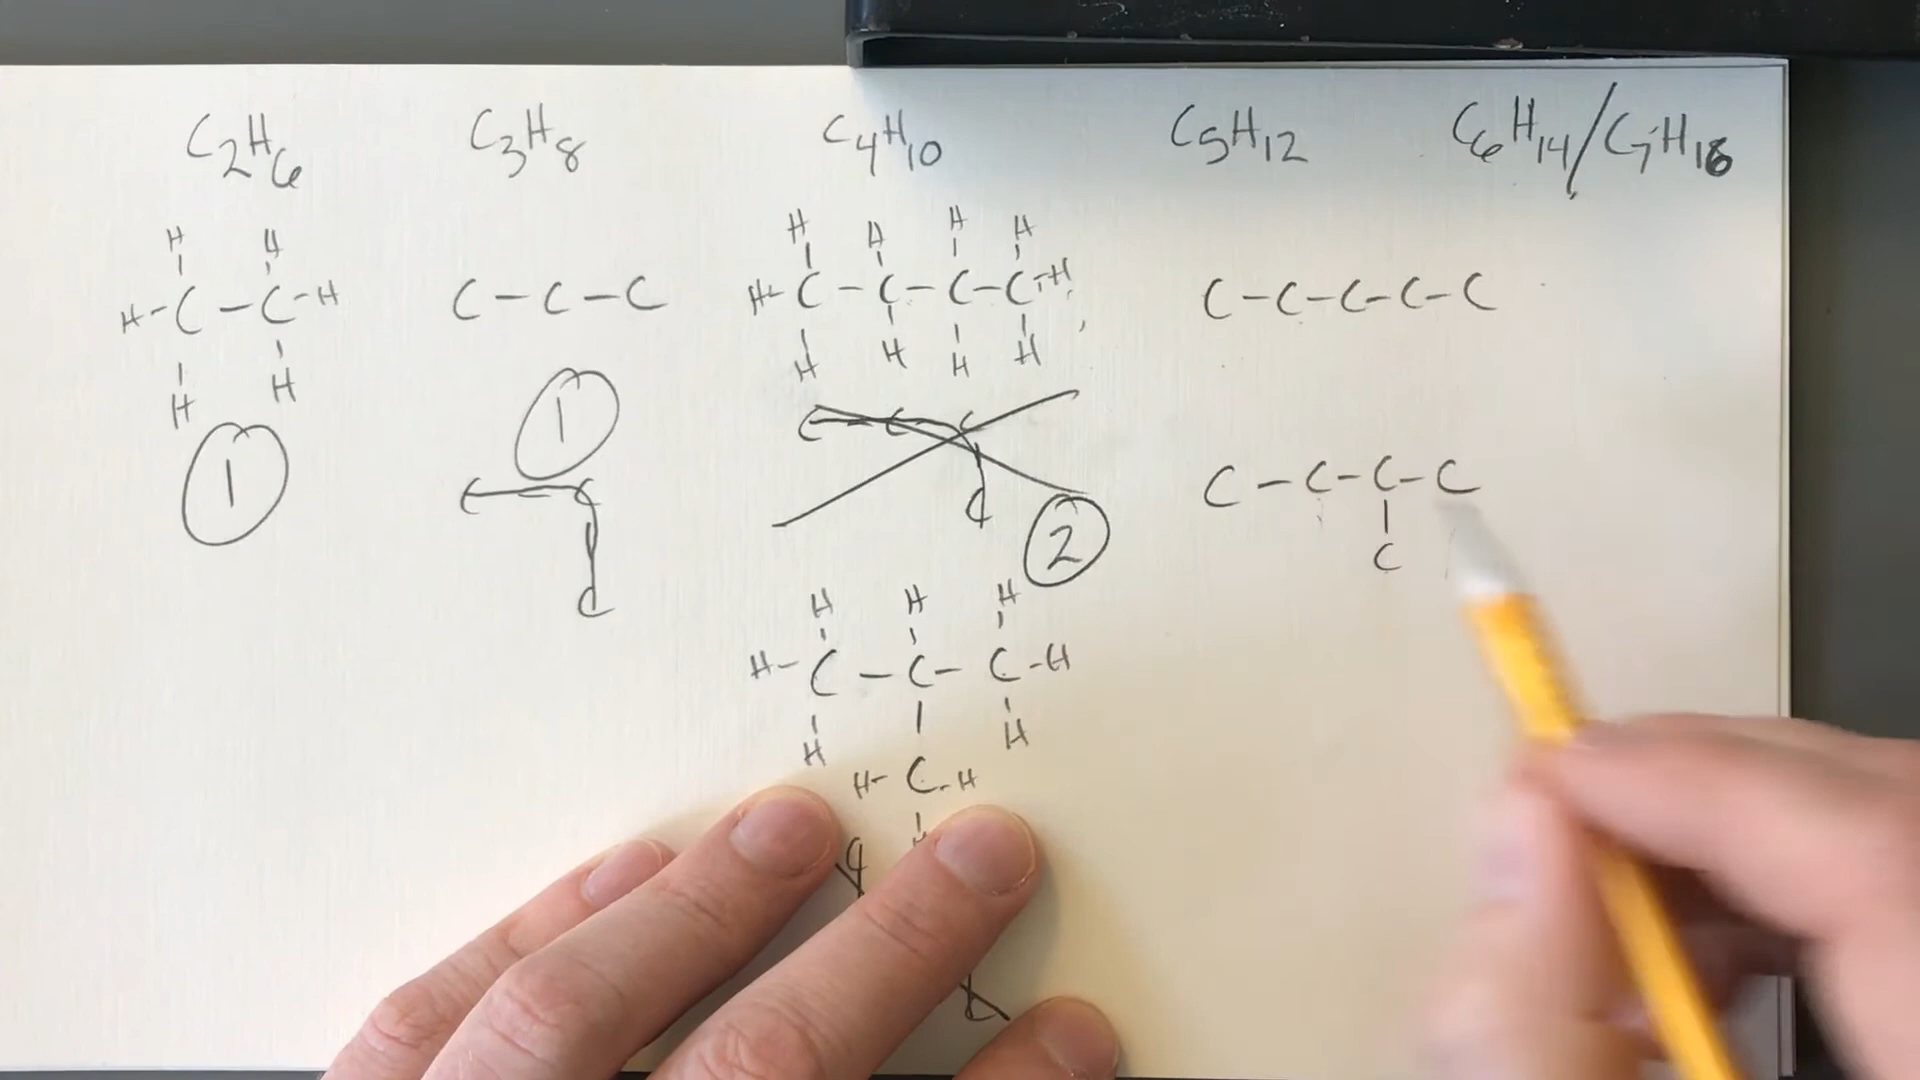 C2H6 C3H8 C4H10 C5H12 C6H14/C7H16
H H
H-C-C-H
H H
1
C-C-C
1
C-C
C
H H H H
H-C-C-C-C-H
H H H H
C-C-C
C
2
H H H
H-C-C-C-H
H H
H-C-H
C-C-C-C-C
C-C-C-C
C